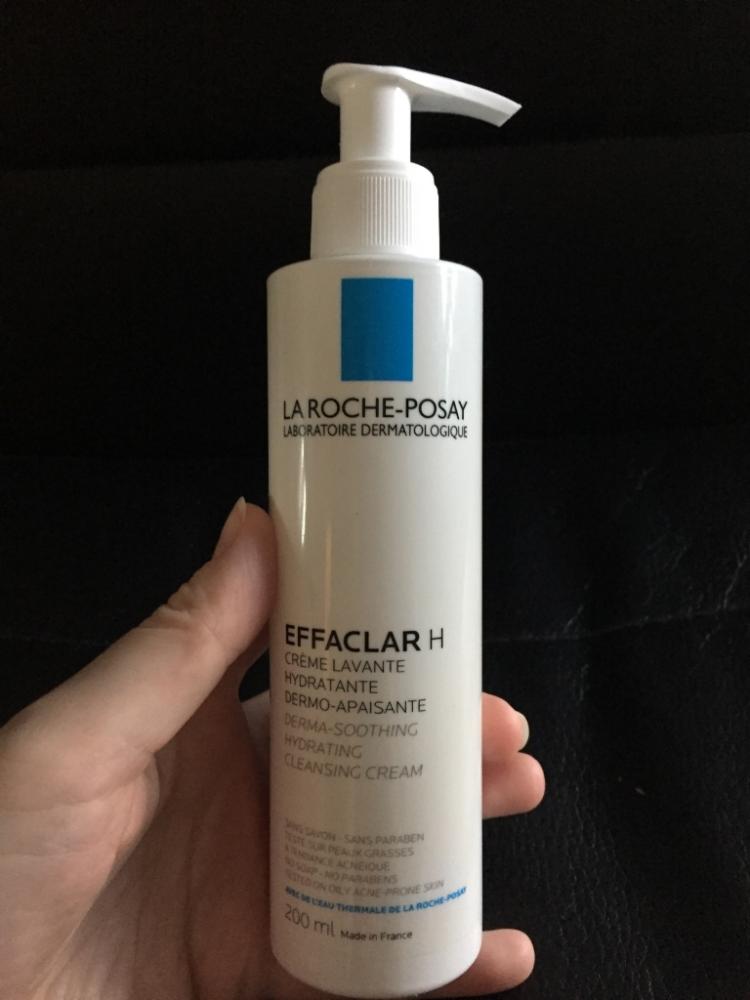 LA ROCHE-POSAY
LABORATOIRE DERMATOLOGIQUE
EFFACLAR H
CRÈME LAVANTE
HYDRATANTE
DERMO-APAISANTE
DERMA-SOOTHING
HYDRATING
CLEANSING CREAM
SANS SAVON - SANS PARABEN
TESTÉ SUR PEAUX GRASSES
À TENDANCE ACNÉIQUE
NO SOAP - NO PARABENS
TESTED ON OILY ACNE-PRONE SKIN
AVEC DE L'EAU THERMALE DE LA ROCHE-POSAY
200 ml Made in France